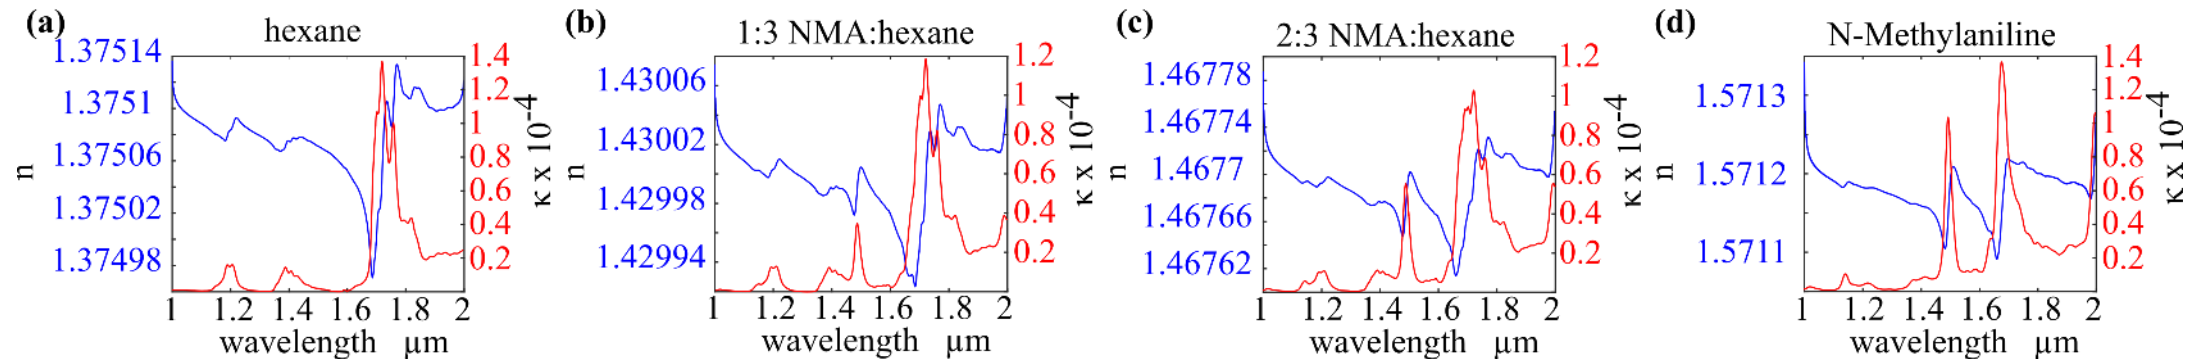 (a)
hexane
n
1.37514
1.3751
1.37506
1.37502
1.37498
1.4
1.2
1
0.8
0.6
0.4
0.2
κ x 10-4
1 1.2 1.4 1.6 1.8 2
wavelength µm
(b)
1:3 NMA:hexane
n
1.43006
1.43002
1.42998
1.42994
1.2
1
0.8
0.6
0.4
0.2
κ x 10-4
1 1.2 1.4 1.6 1.8 2
wavelength µm
(c)
2:3 NMA:hexane
n
1.46778
1.46774
1.4677
1.46766
1.46762
1.2
1
0.8
0.6
0.4
0.2
κ x 10-4
1 1.2 1.4 1.6 1.8 2
wavelength µm
(d)
N-Methylaniline
n
1.5713
1.5712
1.5711
1.4
1.2
1
0.8
0.6
0.4
0.2
κ x 10-4
1 1.2 1.4 1.6 1.8 2
wavelength µm